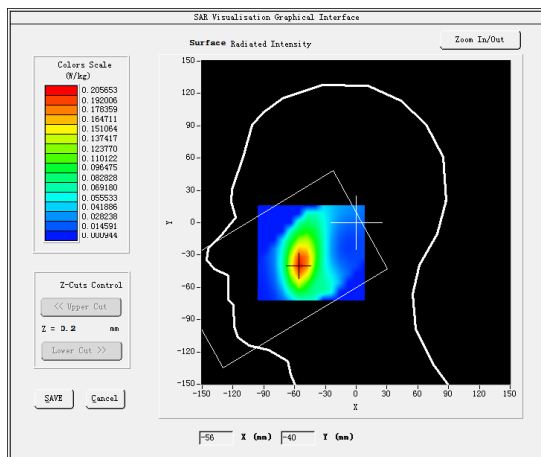 SAR Visualisation Graphical Interface
Surface Radiated Intensity
Zoom In/Out
Colors Scale
(W/kg)
0.205653
0.192006
0.178359
0.164711
0.151064
0.137417
0.123770
0.110122
0.096475
0.082828
0.069180
0.055533
0.041886
0.028238
0.014591
0.000944
Z-Cuts Control
<< Upper Cut
Z = 0.2 mm
Lower Cut >>
SAVE Cancel
150
120
90
60
30
0
-30
-60
-90
-120
-150
Y
-150 -120 -90 -60 -30 0 30 60 90 120 150
X
-56 X (mm) -40 Y (mm)